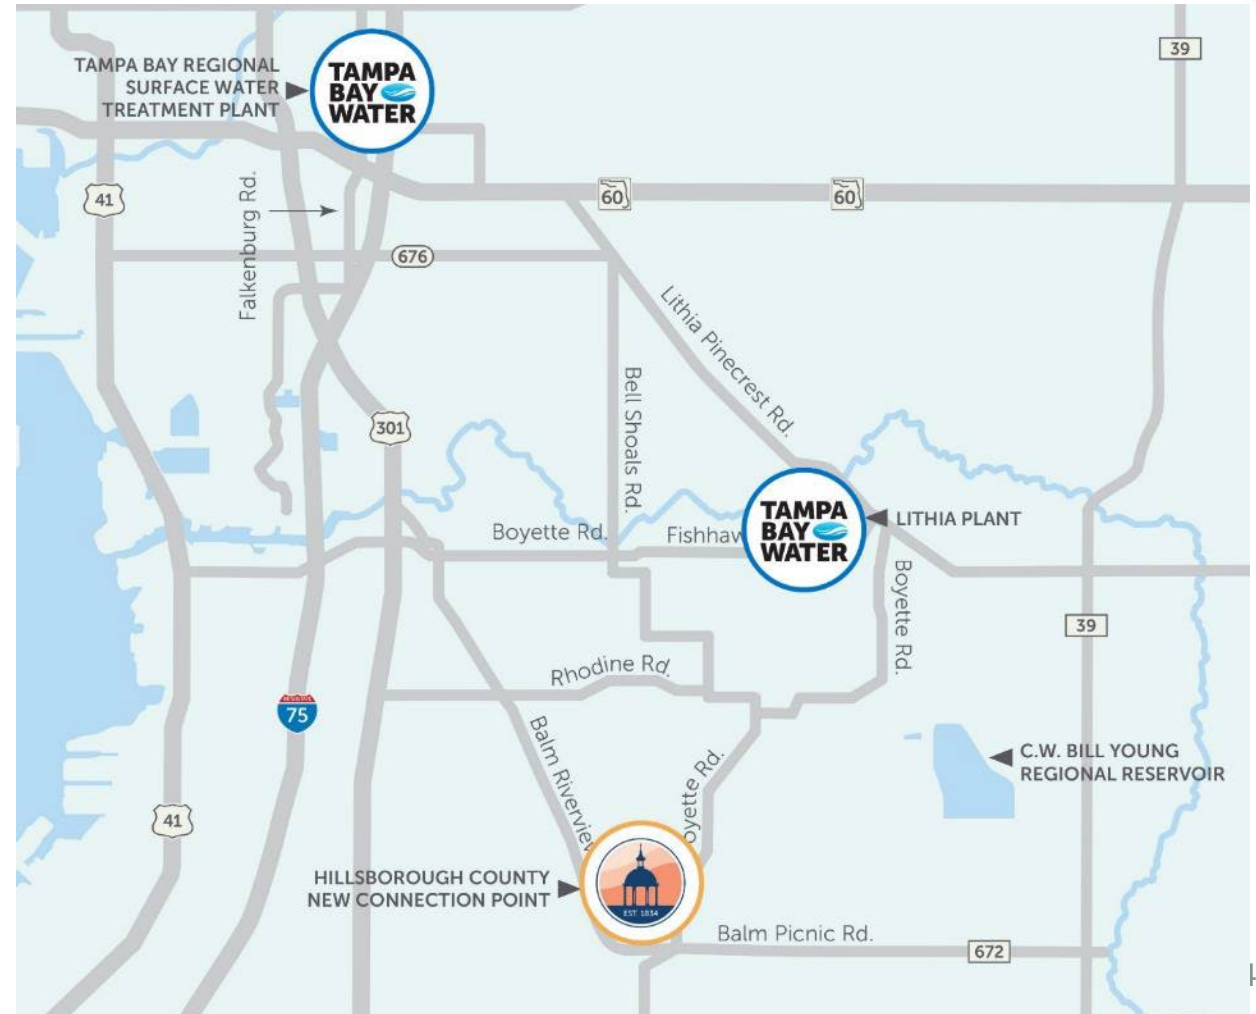 39
TAMPA BAY REGIONAL
SURFACE WATER
TREATMENT PLANT
TAMPA
BAY
WATER
41
60
60
Falkenburg Rd.
676
Lithia Pinecrest Rd.
Bell Shoals Rd.
301
Boyette Rd.
Fishhaw
TAMPA
BAY
WATER
LITHIA PLANT
Boyette Rd.
39
Rhodine Rd.
75
Balm Riverview
oyette Rd.
C.W. BILL YOUNG
REGIONAL RESERVOIR
41
HILLSBOROUGH COUNTY
NEW CONNECTION POINT
EST 1834
Balm Picnic Rd.
672